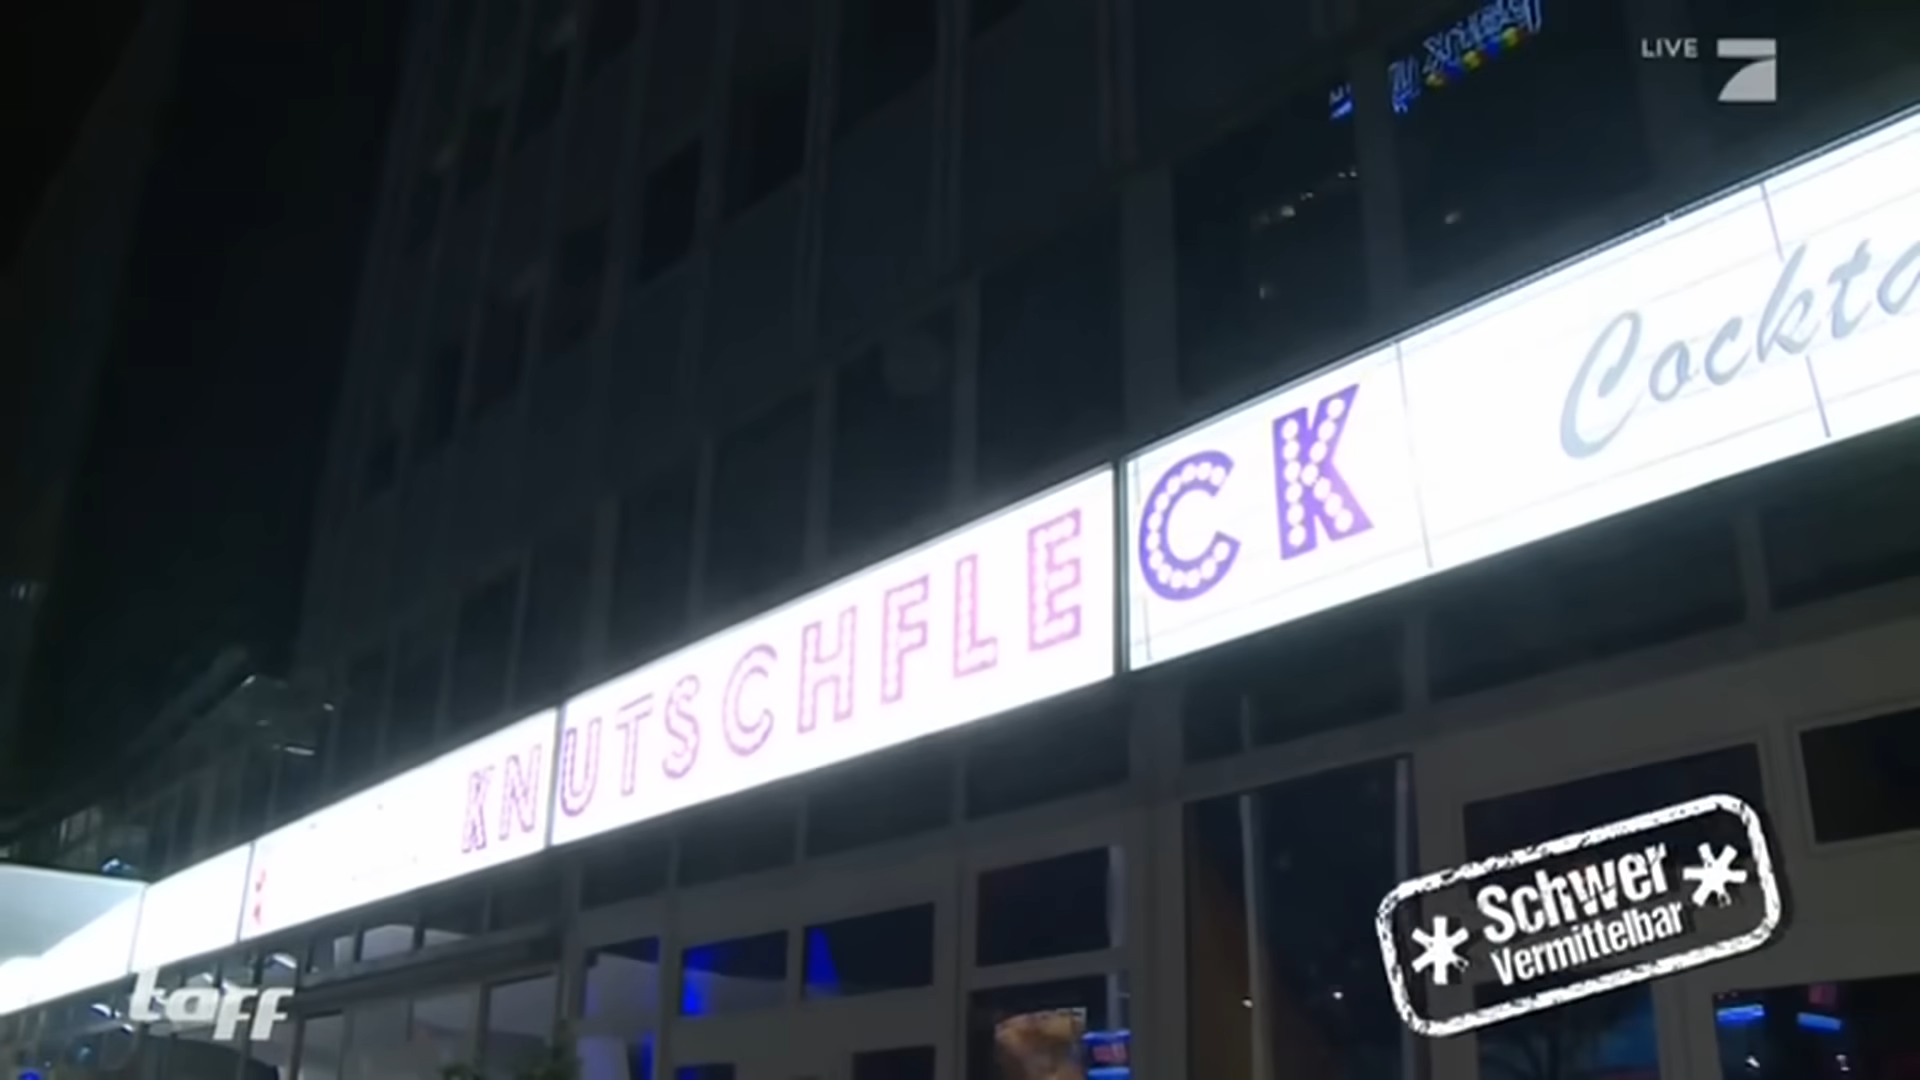 LIVE
KNUTSCHFLECK
Cockta
Schwer
Vermittelbar
taff